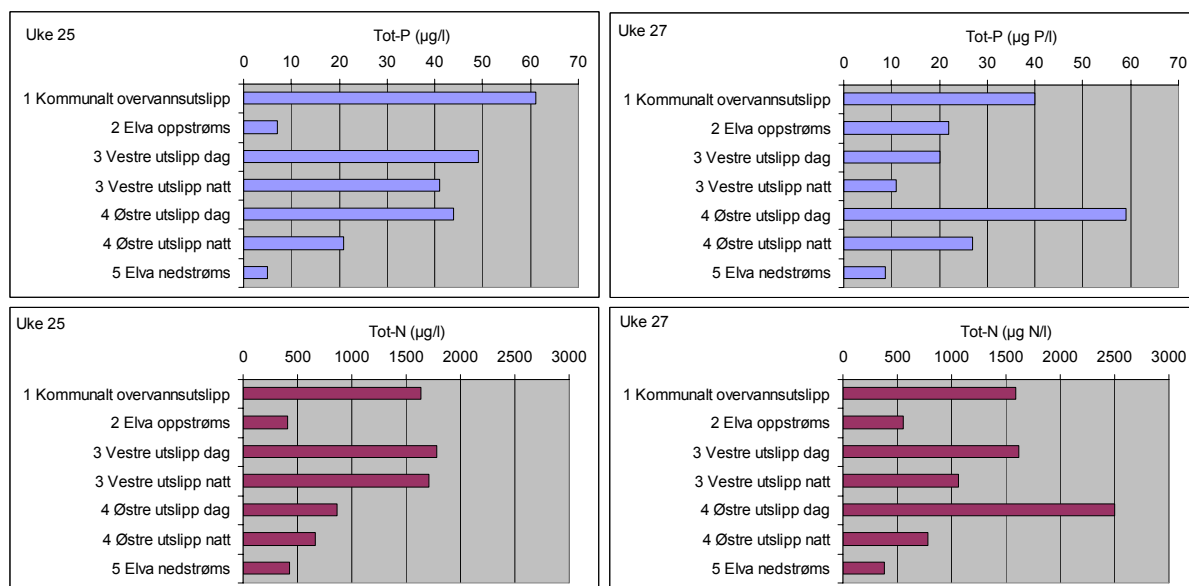 Uke 25
Tot-P (µg/l)
0 10 20 30 40 50 60 70
1 Kommunalt overvannsutslipp
2 Elva oppstrøms
3 Vestre utslipp dag
3 Vestre utslipp natt
4 Østre utslipp dag
4 Østre utslipp natt
5 Elva nedstrøms
Uke 27
Tot-P (µg P/l)
0 10 20 30 40 50 60 70
1 Kommunalt overvannsutslipp
2 Elva oppstrøms
3 Vestre utslipp dag
3 Vestre utslipp natt
4 Østre utslipp dag
4 Østre utslipp natt
5 Elva nedstrøms
Uke 25
Tot-N (µg/l)
0 500 1000 1500 2000 2500 3000
1 Kommunalt overvannsutslipp
2 Elva oppstrøms
3 Vestre utslipp dag
3 Vestre utslipp natt
4 Østre utslipp dag
4 Østre utslipp natt
5 Elva nedstrøms
Uke 27
Tot-N (µg N/l)
0 500 1000 1500 2000 2500 3000
1 Kommunalt overvannsutslipp
2 Elva oppstrøms
3 Vestre utslipp dag
3 Vestre utslipp natt
4 Østre utslipp dag
4 Østre utslipp natt
5 Elva nedstrøms